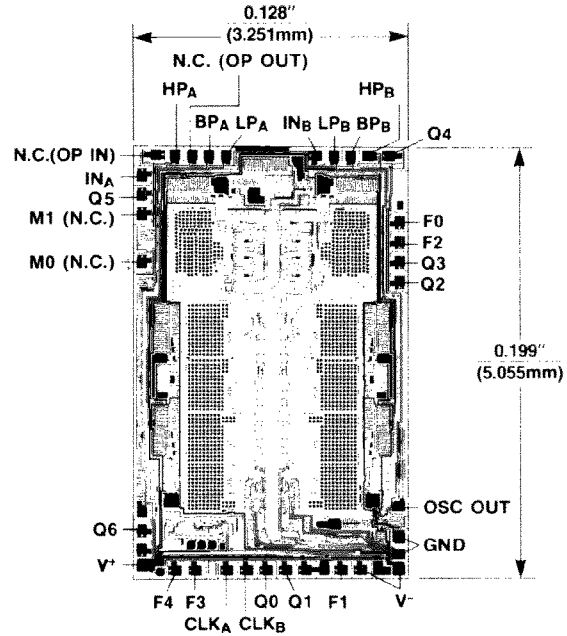 0.128"
(3.251mm)
N.C. (OP OUT)
HPA
HPB
BPA LPA
INB LPB BPB
Q4
N.C.(OP IN)
INA
Q5
M1 (N.C.)
M0 (N.C.)
F0
F2
Q3
Q2
0.199"
(5.055mm)
OSC OUT
Q6
GND
V+
F4 F3
Q0 Q1 F1
V-
CLKA CLKB